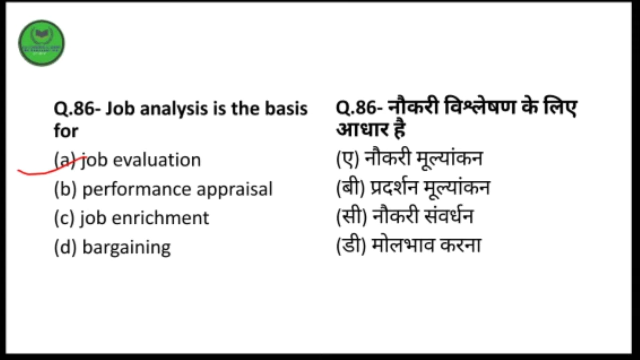 Q.86- Job analysis is the basis
for
(a) job evaluation
(b) performance appraisal
(c) job enrichment
(d) bargaining
Q.86- नौकरी विश्लेषण के लिए
आधार है
(ए) नौकरी मूल्यांकन
(बी) प्रदर्शन मूल्यांकन
(सी) नौकरी संवर्धन
(डी) मोलभाव करना